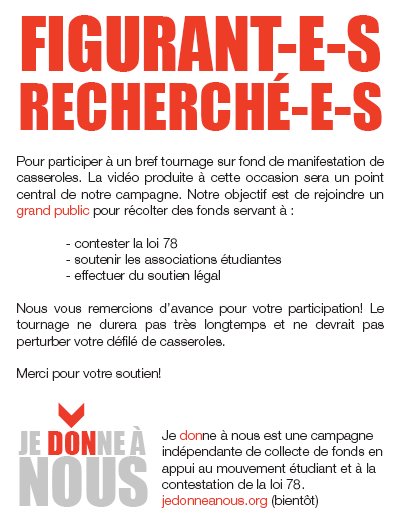 FIGURANT-E-S
RECHERCHÉ-E-S
Pour participer à un bref tournage sur fond de manifestation de
casseroles. La vidéo produite à cette occasion sera un point
central de notre campagne. Notre objectif est de rejoindre un
grand public pour récolter des fonds servant à :
- contester la loi 78
- soutenir les associations étudiantes
- effectuer du soutien légal
Nous vous remercions d'avance pour votre participation! Le
tournage ne durera pas très longtemps et ne devrait pas
perturber votre défilé de casseroles.
Merci pour votre soutien!
JE DONNE À
NOUS
Je donne à nous est une campagne
indépendante de collecte de fonds en
appui au mouvement étudiant et à la
contestation de la loi 78.
jedonneanous.org (bientôt)